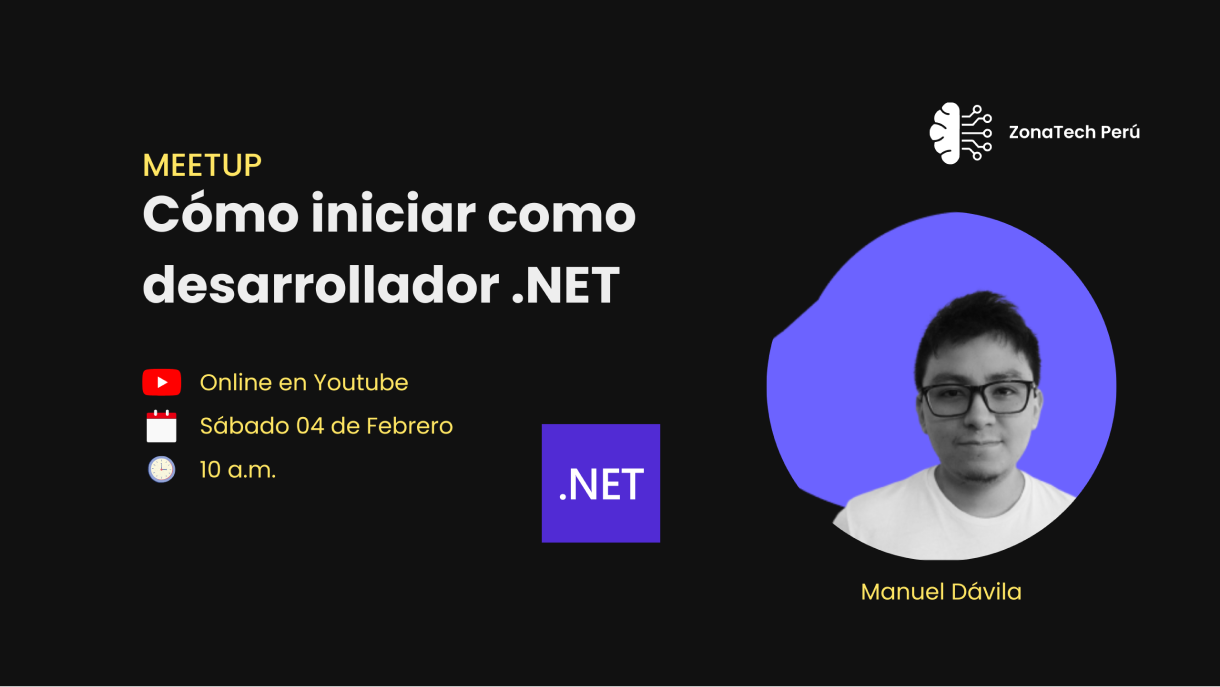 ZonaTech Perú
MEETUP
Cómo iniciar como
desarrollador .NET
Online en Youtube
Sábado 04 de Febrero
10 a.m.
.NET
Manuel Dávila